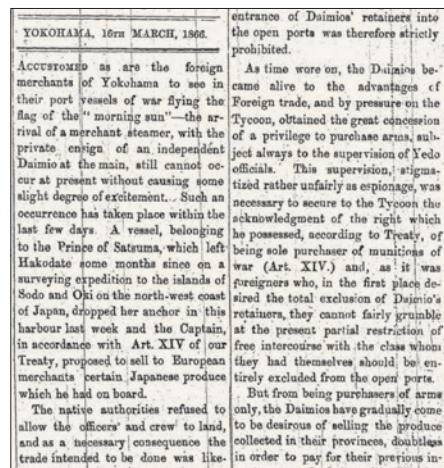 YOKOHAMA, 16TH MARCH, 1866.
ACCUSTOMED as are the foreign
merchants of Yokohama to see in
their port vessels of war flying the
flag of the "morning sun"—the ar-
rival of a merchant steamer, with the
private ensign of an independent
Daimio at the main, still cannot oc-
cur at present without causing some
slight degree of excitement. Such an
occurrence has taken place within the
last few days. A vessel, belonging
to the Prince of Satsuma, which left
Hakodate some months since on a
surveying expedition to the islands of
Sodo and Oki on the north-west coast
of Japan, dropped her anchor in this
harbour last week and the Captain,
in accordance with Art. XIV of our
Treaty, proposed to sell to European
merchants certain Japanese produce
which he had on board.
The native authorities refused to
allow the officers' and crew to land,
and as a necessary consequence the
trade intended to be done was like-
entrance of Daimios' retainers into
the open ports was therefore strictly
prohibited.
As time wore on, the Daimios be-
came alive to the advantages of
Foreign trade, and by pressure on the
Tycoon, obtained the great concession
of a privilege to purchase arms, sub-
ject always to the supervision of Yedo
officials. This supervision, stigma-
tized rather unfairly as espionage, was
necessary to secure to the Tycoon the
acknowledgment of the right which
he possessed, according to Treaty, of
being sole purchaser of munitions of
war (Art. XIV.) and, as it was
foreigners who, in the first place de-
sired the total exclusion of Daimio's
retainers, they cannot fairly grumble
at the present partial restriction of
free intercourse with the class whom
they had themselves should be en-
tirely excluded from the open ports.
But from being purchasers of arms
only, the Daimios have gradually come
to be desirous of selling the produce
collected in their provinces, doubtless
in order to pay for their previous in-